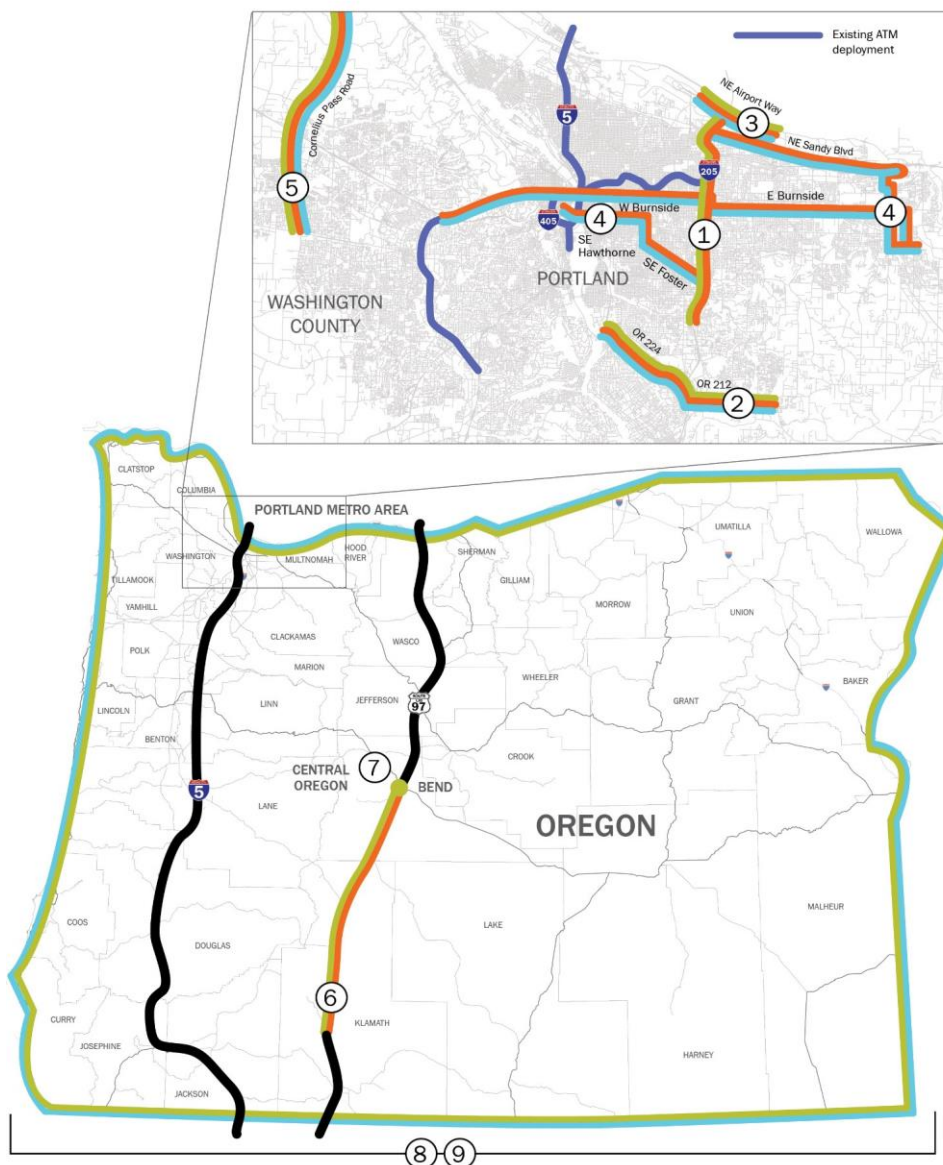 Existing ATM
deployment
NE Airport Way
3
5
NE Sandy Blvd
Cornelius Pass Road
205
E Burnside
5
W Burnside
4
4
405
1
SE
Hawthorne
SE Foster
PORTLAND
WASHINGTON
COUNTY
OR 224
OR 212
2
CLATSOP
COLUMBIA
PORTLAND METRO AREA
UMATILLA
WALLOWA
WASHINGTON
HOOD
RIVER
SHERMAN
MULTNOMAH
GILLIAM
TILLAMOOK
MORROW
UNION
YAMHILL
CLACKAMAS
WASCO
POLK
MARION
WHEELER
BAKER
LINN
JEFFERSON
97
GRANT
LINCOLN
BENTON
CROOK
7
CENTRAL
OREGON
BEND
5
LANE
OREGON
MALHEUR
COOS
LAKE
DOUGLAS
6
CURRY
KLAMATH
JOSEPHINE
HARNEY
JACKSON
8 9